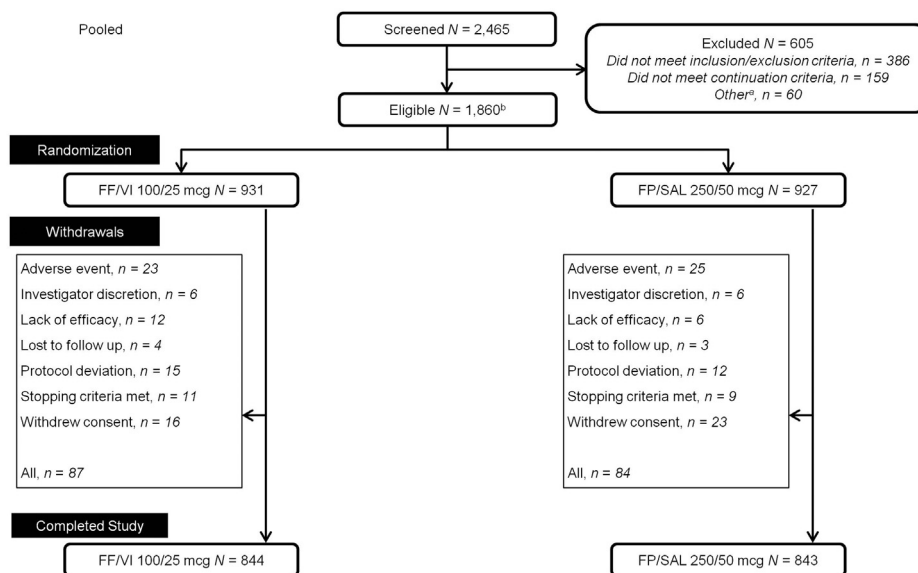 Pooled
Screened N = 2,465
Excluded N = 605
Did not meet inclusion/exclusion criteria, n = 386
Did not meet continuation criteria, n = 159
Otherᵃ, n = 60
Eligible N = 1,860ᵇ
Randomization
FF/VI 100/25 mcg N = 931
FP/SAL 250/50 mcg N = 927
Withdrawals
Adverse event, n = 23
Investigator discretion, n = 6
Lack of efficacy, n = 12
Lost to follow up, n = 4
Protocol deviation, n = 15
Stopping criteria met, n = 11
Withdrew consent, n = 16
All, n = 87
Adverse event, n = 25
Investigator discretion, n = 6
Lack of efficacy, n = 6
Lost to follow up, n = 3
Protocol deviation, n = 12
Stopping criteria met, n = 9
Withdrew consent, n = 23
All, n = 84
Completed Study
FF/VI 100/25 mcg N = 844
FP/SAL 250/50 mcg N = 843